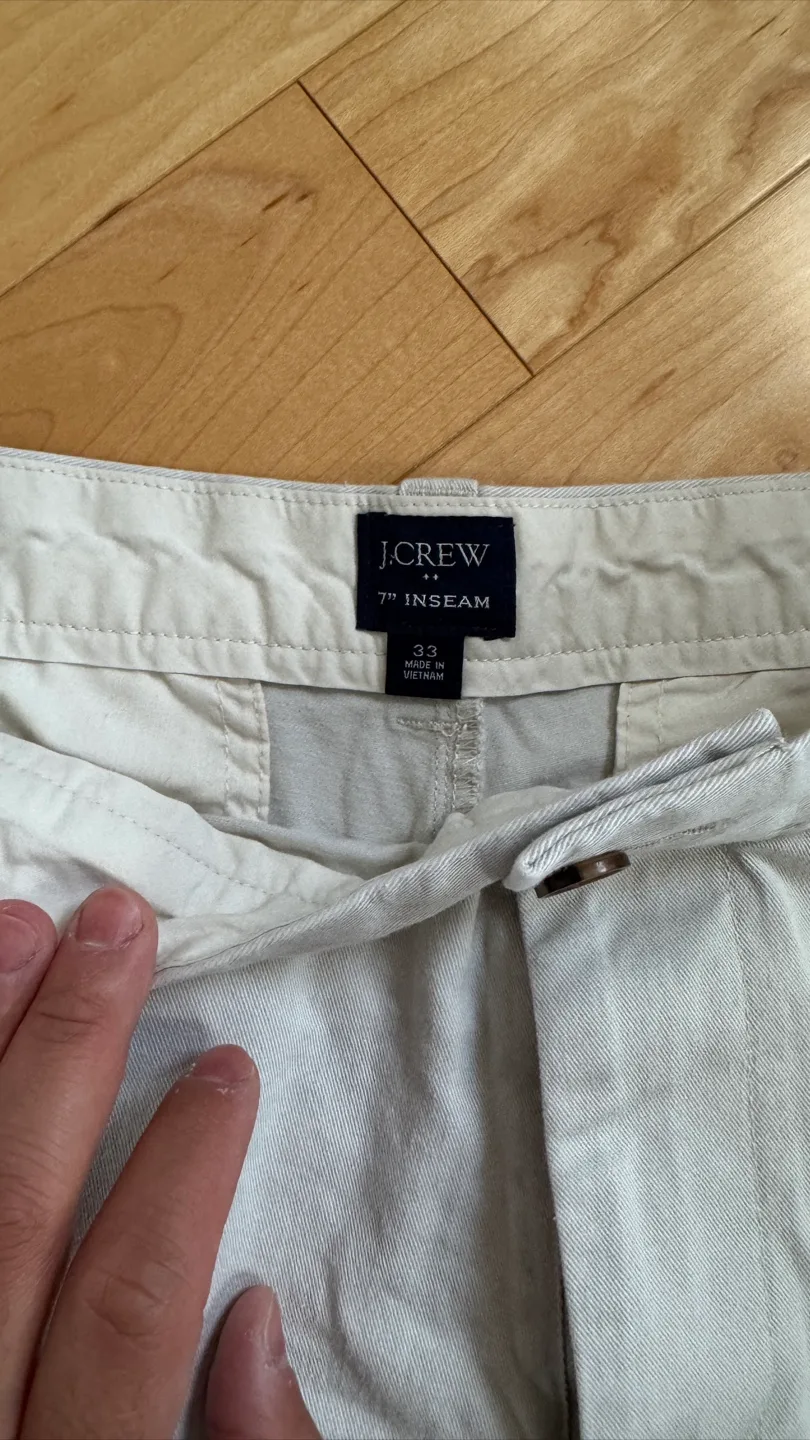 J.CREW
7" INSEAM
33
MADE IN
VIETNAM